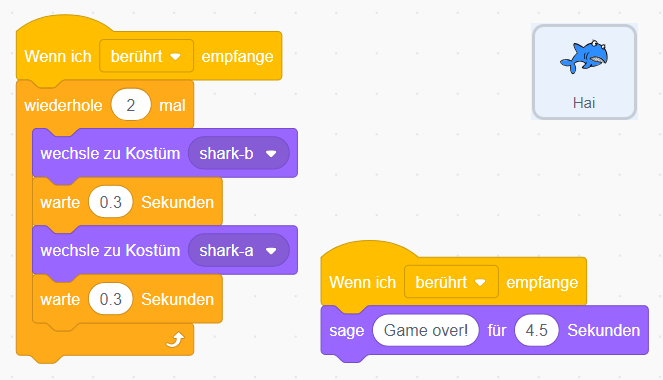 Wenn ich berührt empfange
wiederhole 2 mal
wechsle zu Kostüm shark-b
warte 0.3 Sekunden
wechsle zu Kostüm shark-a
warte 0.3 Sekunden
Hai
Wenn ich berührt empfange
sage Game over! für 4.5 Sekunden